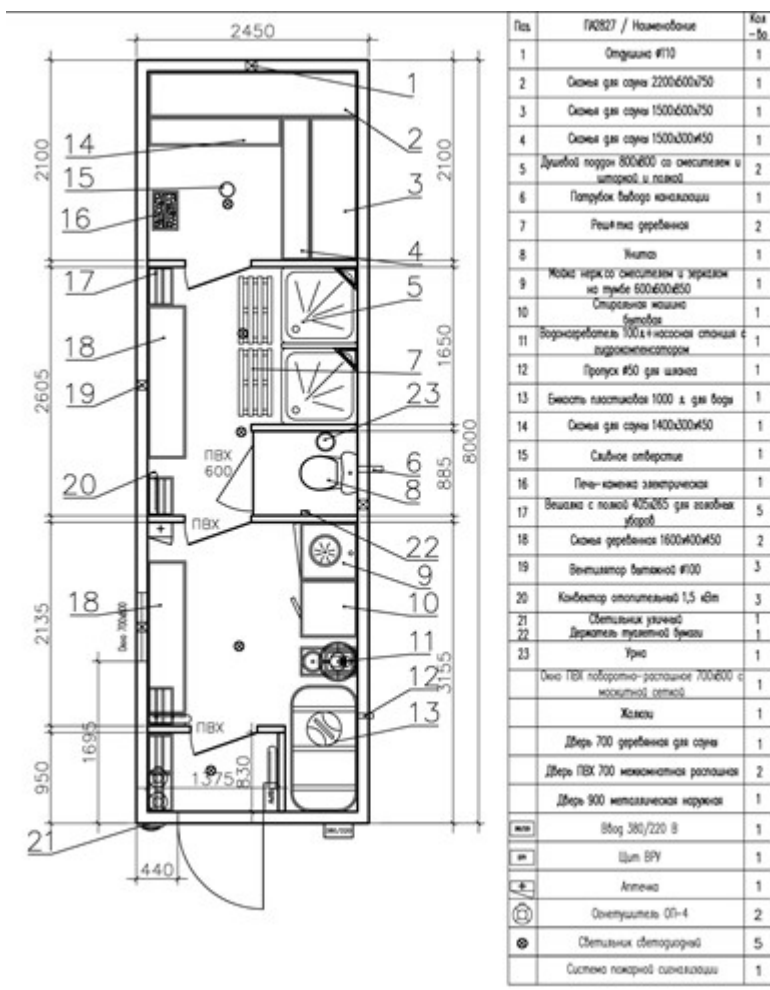 2450
1
2
3
4
5
6
7
8
9
10
11
12
13
14
15
16
17
18
19
20
18
21
22
23
2100
2605
2135
950
1695
2100
1650
885
3155
8000
440
1375
830
ПВХ
600
ПВХ
ПВХ
Окно 700х800
380/220
Поз. ПА2827 / Наименование Кол
-во
1 Отдушина ф110 1
2 Скамья для сауны 2200х600х750 1
3 Скамья для сауны 1500х600х750 1
4 Скамья для сауны 1500х300х450 1
5 Душевой поддон 800х800 со смесителем и
шторкой и полкой 2
6 Патрубок вывода канализации 1
7 Решётка деревянная 2
8 Унитаз 1
9 Мойка нерж.со смесителем и зеркалом
на тумбе 600х600х850 1
10 Стиральная машина
бытовая 1
11 Водонагреватель 100л+насосная станция с
гидрокомпенсатором 1
12 Пропуск ф50 для шланга 1
13 Емкость пластиковая 1000 л. для воды 1
14 Скамья для сауны 1400х300х450 1
15 Сливное отверстие 1
16 Печь-каменка электрическая 1
17 Вешалка с полкой 405х265 для головных
уборов 5
18 Скамья деревянная 1600х400х450 2
19 Вентилятор вытяжной ф100 3
20 Конвектор отопительный 1,5 кВт 3
21 Светильник уличный 1
22 Держатель туалетной бумаги 1
23 Урна 1
Окно ПВХ поворотно-распашное 700х800 с
москитной сеткой 1
Жалюзи 1
Дверь 700 деревянная для сауны 1
Дверь ПВХ 700 межкомнатная распашная 2
Дверь 900 металлическая наружная 1
Ввод 380/220 В 1
Щит ВРУ 1
Аптечка 1
Огнетушитель ОП-4 2
Светильник светодиодный 5
Система пожарной сигнализации 1